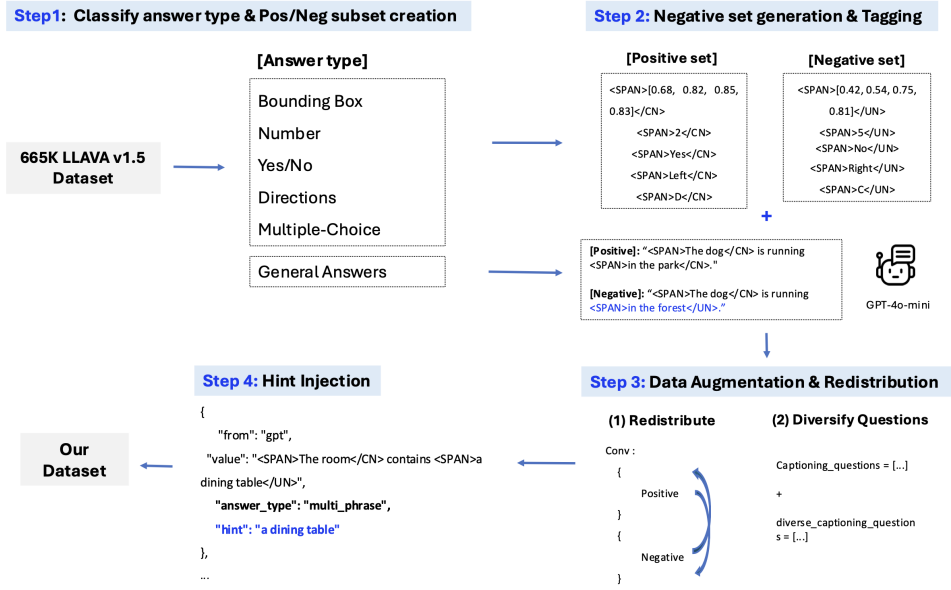 Step1: Classify answer type & Pos/Neg subset creation
[Answer type]
Bounding Box
Number
Yes/No
Directions
Multiple-Choice
General Answers
665K LLAVA v1.5
Dataset
Step 2: Negative set generation & Tagging
[Positive set]
<SPAN>[0.68, 0.82, 0.85,
0.83]</CN>
<SPAN>2</CN>
<SPAN>Yes</CN>
<SPAN>Left</CN>
<SPAN>D</CN>
[Negative set]
<SPAN>[0.42, 0.54, 0.75,
0.81]</UN>
<SPAN>5</UN>
<SPAN>No</UN>
<SPAN>Right</UN>
<SPAN>C</UN>
+
[Positive]: “<SPAN>The dog</CN> is running
<SPAN>in the park</CN>."
[Negative]: “<SPAN>The dog</CN> is running
<SPAN>in the forest</UN>.”
GPT-4o-mini
Step 3: Data Augmentation & Redistribution
(1) Redistribute
Conv :
{
Positive
}
{
Negative
}
(2) Diversify Questions
Captioning_questions = [...]
+
diverse_captioning_question
s = [...]
Step 4: Hint Injection
{
"from": "gpt",
"value": "<SPAN>The room</CN> contains <SPAN>a
dining table</UN>",
"answer_type": "multi_phrase",
"hint": "a dining table"
},
...
Our
Dataset